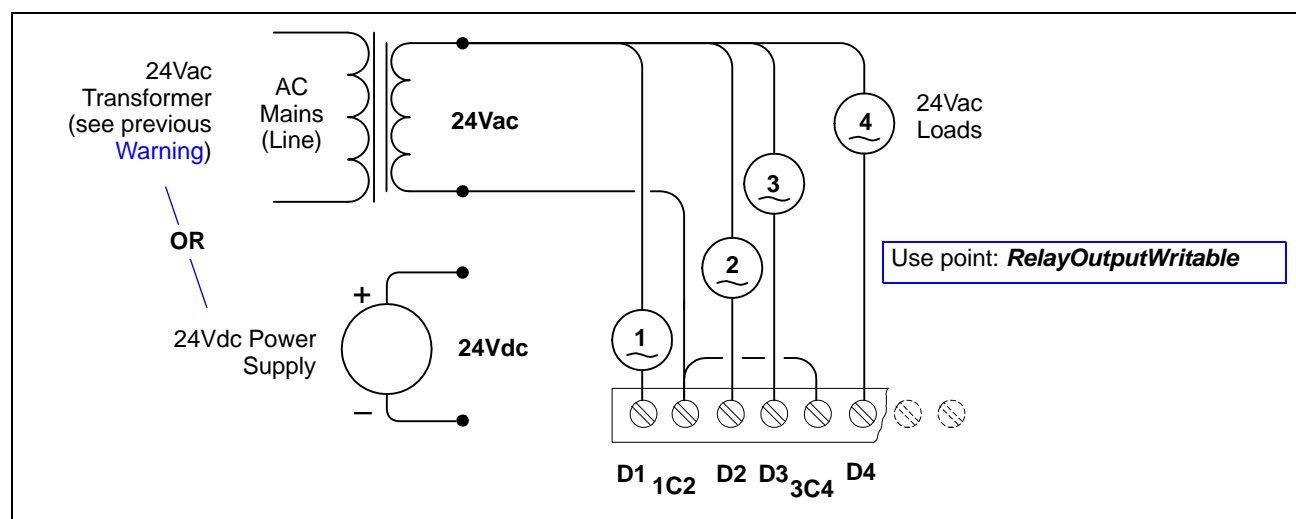 24Vac
Transformer
(see previous
Warning)
AC
Mains
(Line)
24Vac
4
24Vac
Loads
3
OR
2
Use point: RelayOutputWritable
+
24Vdc Power
Supply
24Vdc
1
−
D1 1C2 D2 D3 3C4 D4